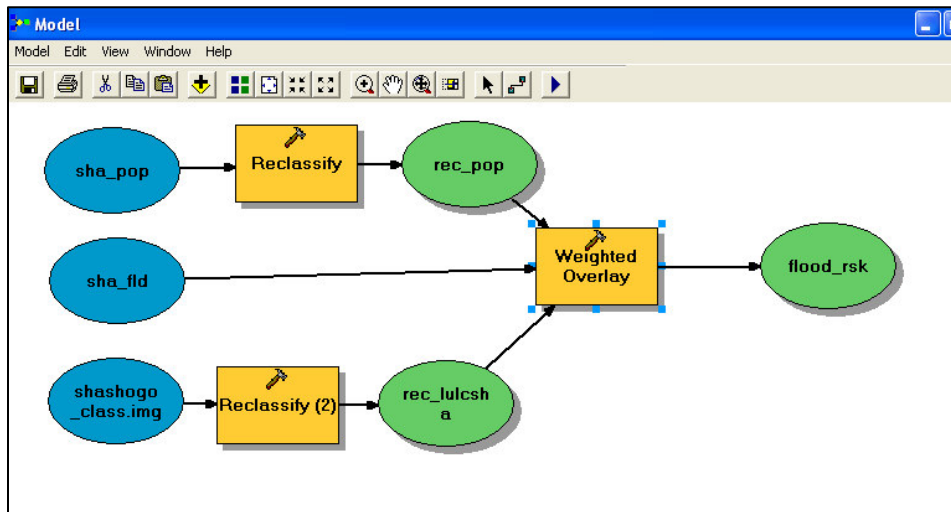 Model
Model Edit View Window Help
sha_pop
Reclassify
rec_pop
sha_fld
Weighted
Overlay
flood_rsk
shashogo
_class.img
Reclassify (2)
rec_lulcsh
a